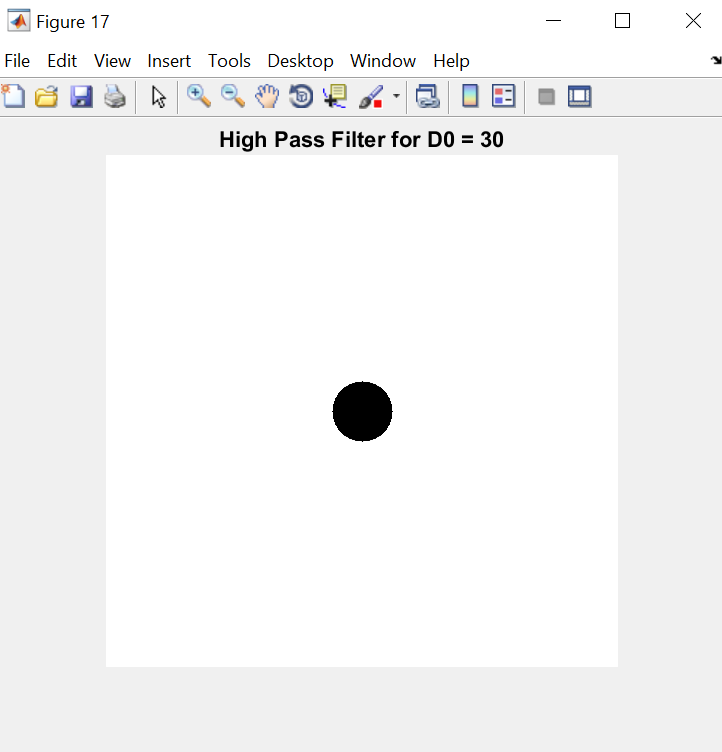 Figure 17
File Edit View Insert Tools Desktop Window Help
High Pass Filter for D0 = 30